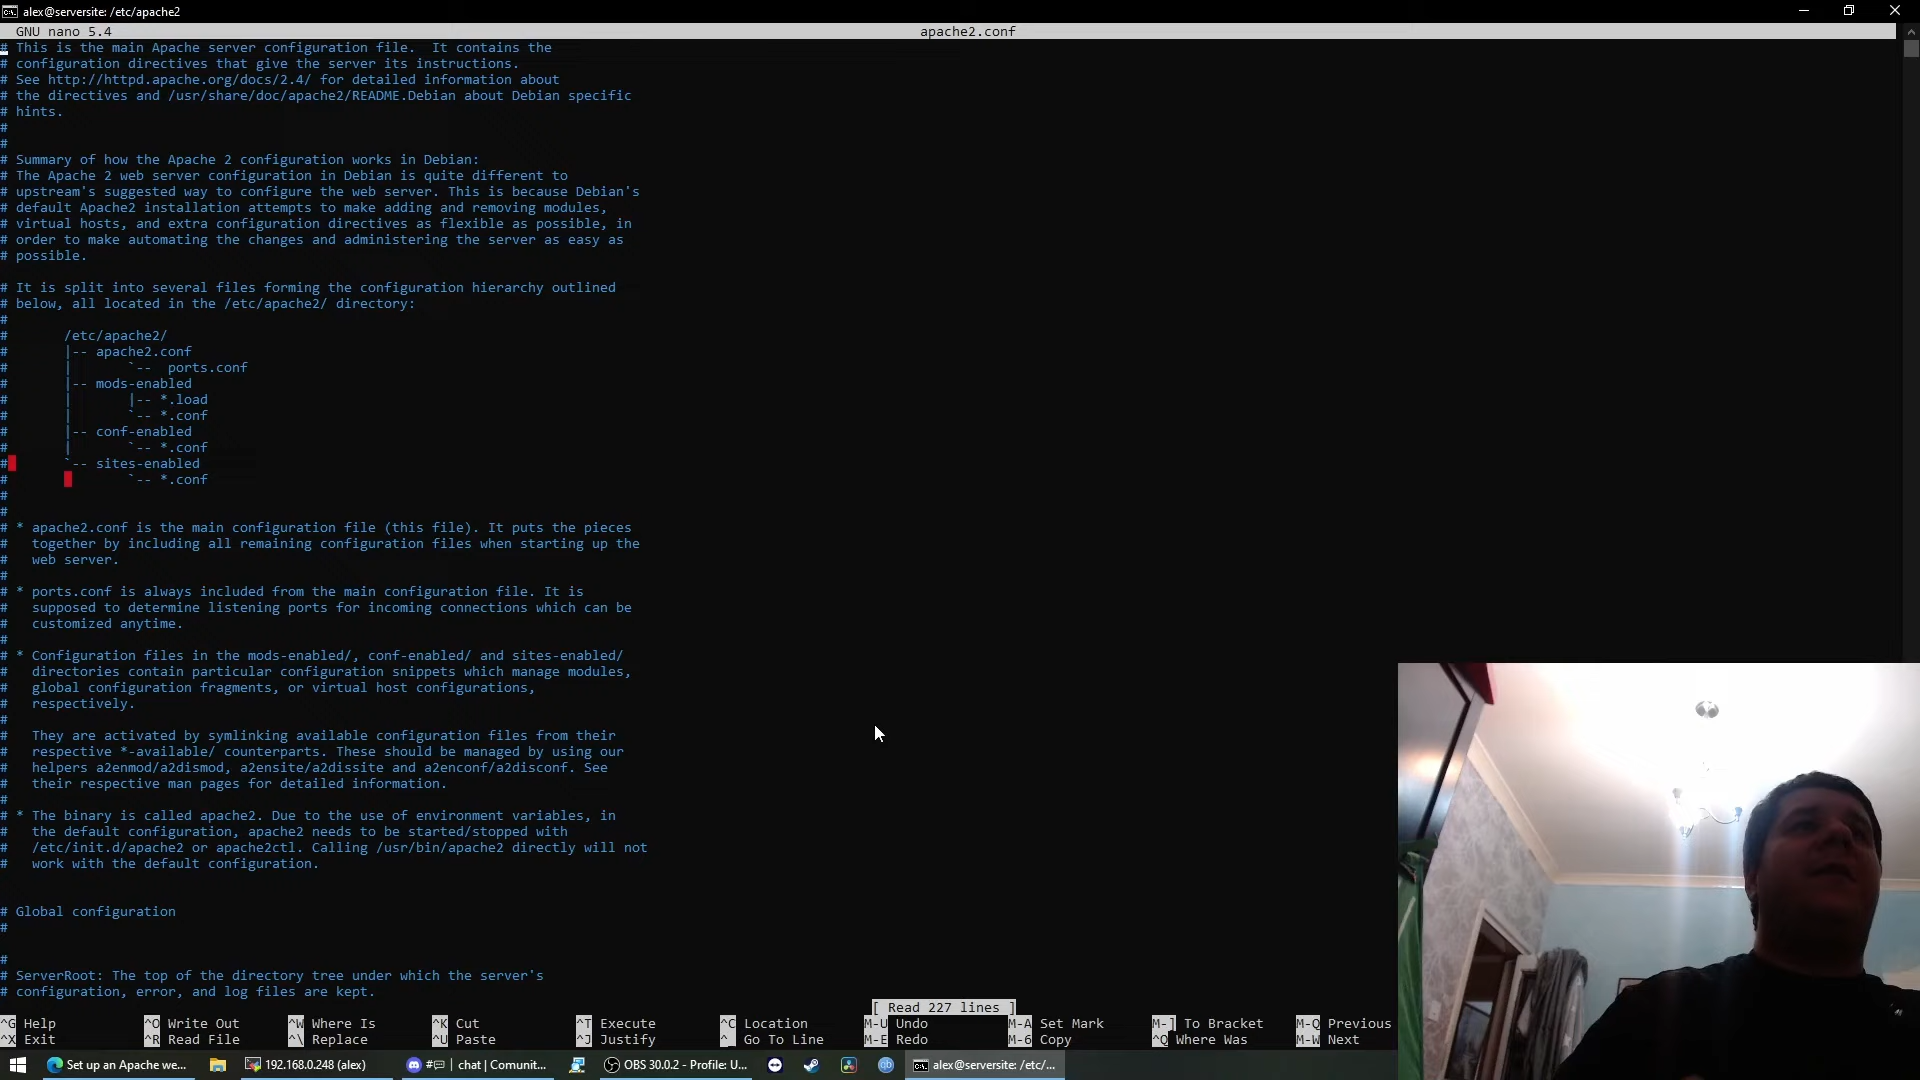 alex@serversite: /etc/apache2
GNU nano 5.4 apache2.conf
# This is the main Apache server configuration file.  It contains the
# configuration directives that give the server its instructions.
# See http://httpd.apache.org/docs/2.4/ for detailed information about
# the directives and /usr/share/doc/apache2/README.Debian about Debian specific
# hints.
#
#
# Summary of how the Apache 2 configuration works in Debian:
# The Apache 2 web server configuration in Debian is quite different to
# upstream's suggested way to configure the web server. This is because Debian's
# default Apache2 installation attempts to make adding and removing modules,
# virtual hosts, and extra configuration directives as flexible as possible, in
# order to make automating the changes and administering the server as easy as
# possible.
# It is split into several files forming the configuration hierarchy outlined
# below, all located in the /etc/apache2/ directory:
#
#       /etc/apache2/
#       |-- apache2.conf
#       |       `--  ports.conf
#       |-- mods-enabled
#       |       |-- *.load
#       |       `-- *.conf
#       |-- conf-enabled
#       |       `-- *.conf
#       `-- sites-enabled
#               `-- *.conf
#
#
# * apache2.conf is the main configuration file (this file). It puts the pieces
#   together by including all remaining configuration files when starting up the
#   web server.
#
# * ports.conf is always included from the main configuration file. It is
#   supposed to determine listening ports for incoming connections which can be
#   customized anytime.
#
# * Configuration files in the mods-enabled/, conf-enabled/ and sites-enabled/
#   directories contain particular configuration snippets which manage modules,
#   global configuration fragments, or virtual host configurations,
#   respectively.
#
#   They are activated by symlinking available configuration files from their
#   respective *-available/ counterparts. These should be managed by using our
#   helpers a2enmod/a2dismod, a2ensite/a2dissite and a2enconf/a2disconf. See
#   their respective man pages for detailed information.
#
# * The binary is called apache2. Due to the use of environment variables, in
#   the default configuration, apache2 needs to be started/stopped with
#   /etc/init.d/apache2 or apache2ctl. Calling /usr/bin/apache2 directly will not
#   work with the default configuration.
# Global configuration
#
#
# ServerRoot: The top of the directory tree under which the server's
# configuration, error, and log files are kept.
[ Read 227 lines ]
^G Help ^O Write Out ^W Where Is ^K Cut ^T Execute ^C Location M-U Undo M-A Set Mark M-] To Bracket M-Q Previous
^X Exit ^R Read File ^\ Replace ^U Paste ^J Justify ^_ Go To Line M-E Redo M-6 Copy ^Q Where Was M-W Next
Set up an Apache we... 192.168.0.248 (alex) # | chat | Comunit... OBS 30.0.2 - Profile: U... qb alex@serversite: /etc/...